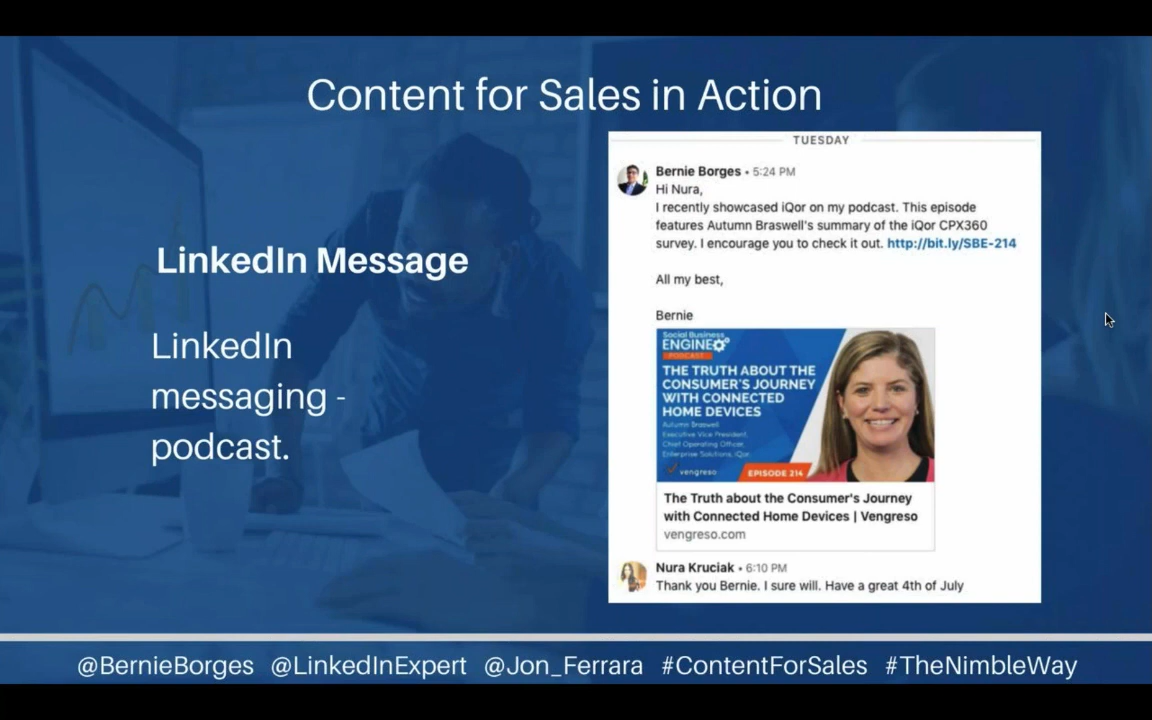 Content for Sales in Action
LinkedIn Message
LinkedIn
messaging -
podcast.
TUESDAY
Bernie Borges • 5:24 PM
Hi Nura,
I recently showcased iQor on my podcast. This episode
features Autumn Braswell's summary of the iQor CPX360
survey. I encourage you to check it out. http://bit.ly/SBE-214
All my best,
Bernie
Social Business
ENGINE
PODCAST
THE TRUTH ABOUT THE
CONSUMER'S JOURNEY
WITH CONNECTED
HOME DEVICES
Autumn Braswell
Executive Vice President,
Chief Operating Officer,
Enterprise Solutions, iQor
vengreso
EPISODE 214
The Truth about the Consumer's Journey
with Connected Home Devices | Vengreso
vengreso.com
Nura Kruciak • 6:10 PM
Thank you Bernie. I sure will. Have a great 4th of July
@BernieBorges @LinkedInExpert @Jon_Ferrara #ContentForSales #TheNimbleWay